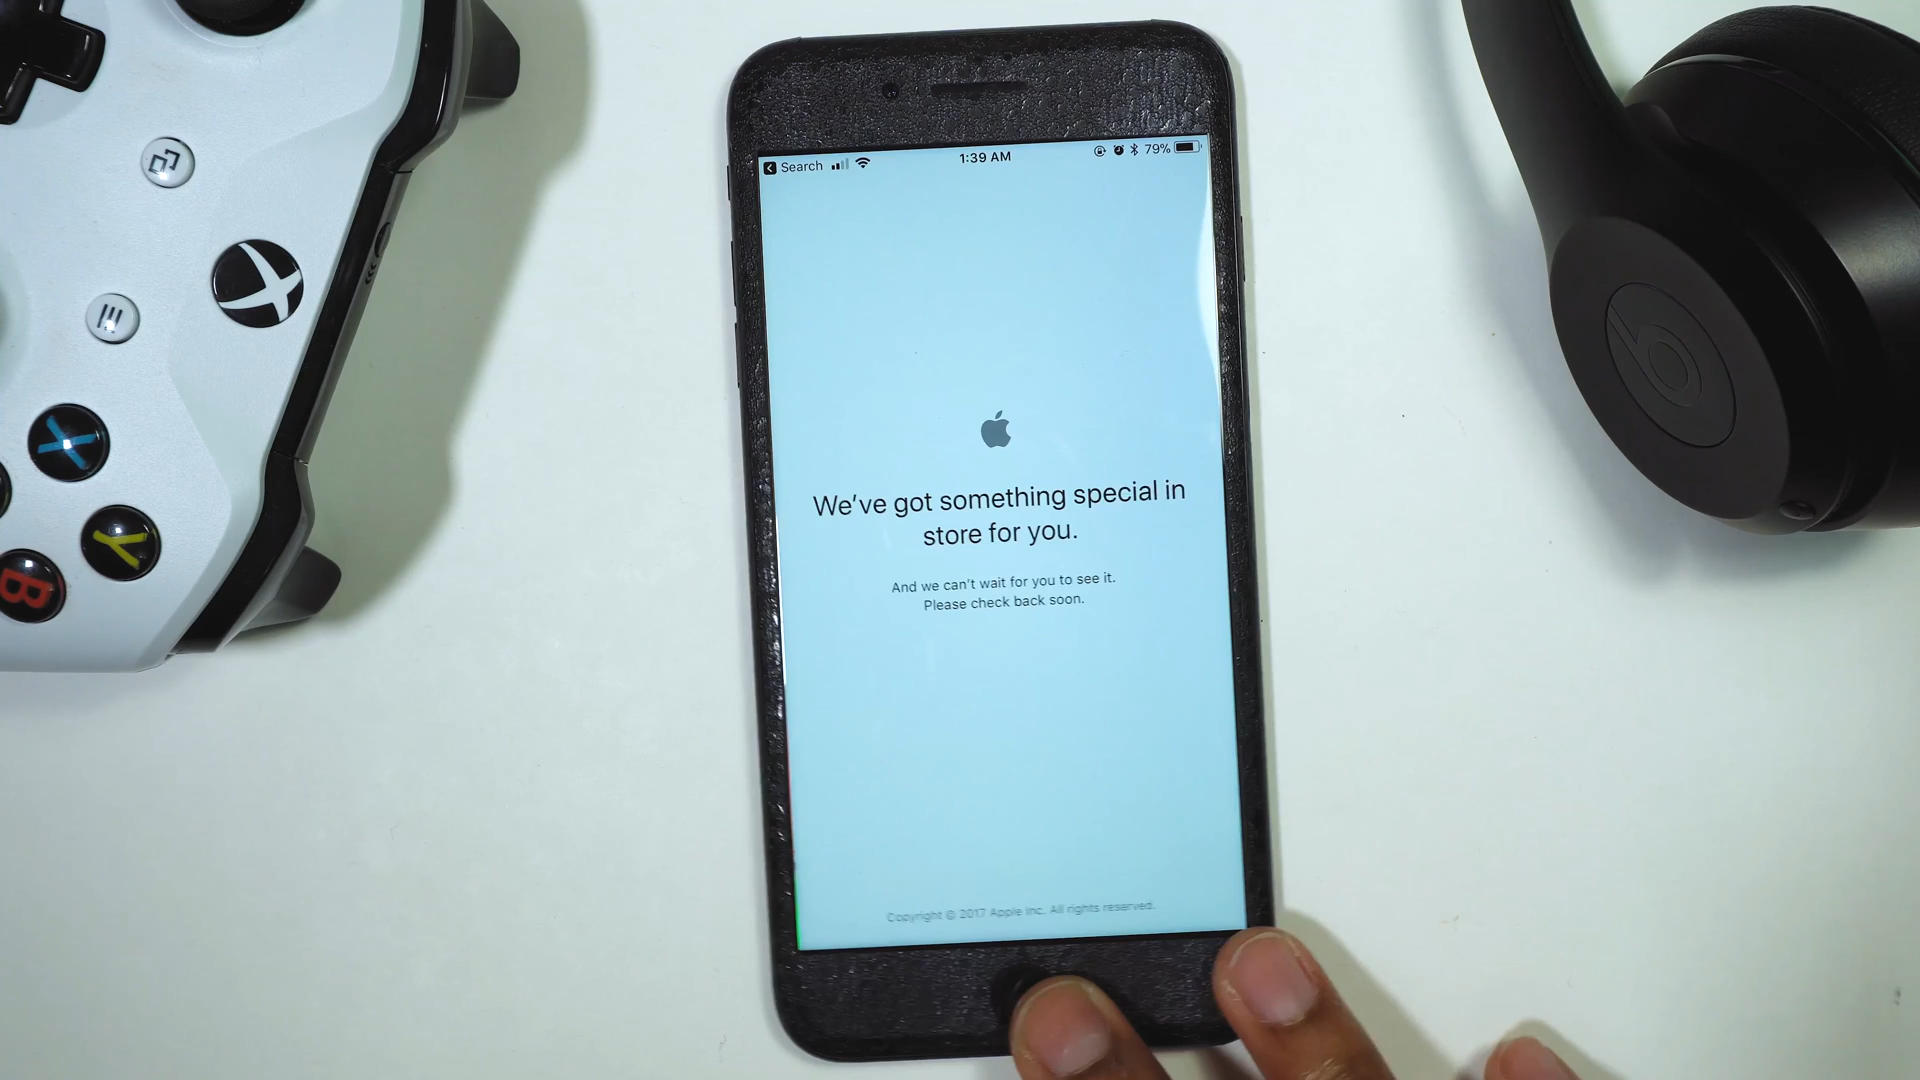 Search
1:39 AM
79%
We've got something special in
store for you.
And we can't wait for you to see it.
Please check back soon.
Copyright © 2017 Apple Inc. All rights reserved.
X
Y
B
b